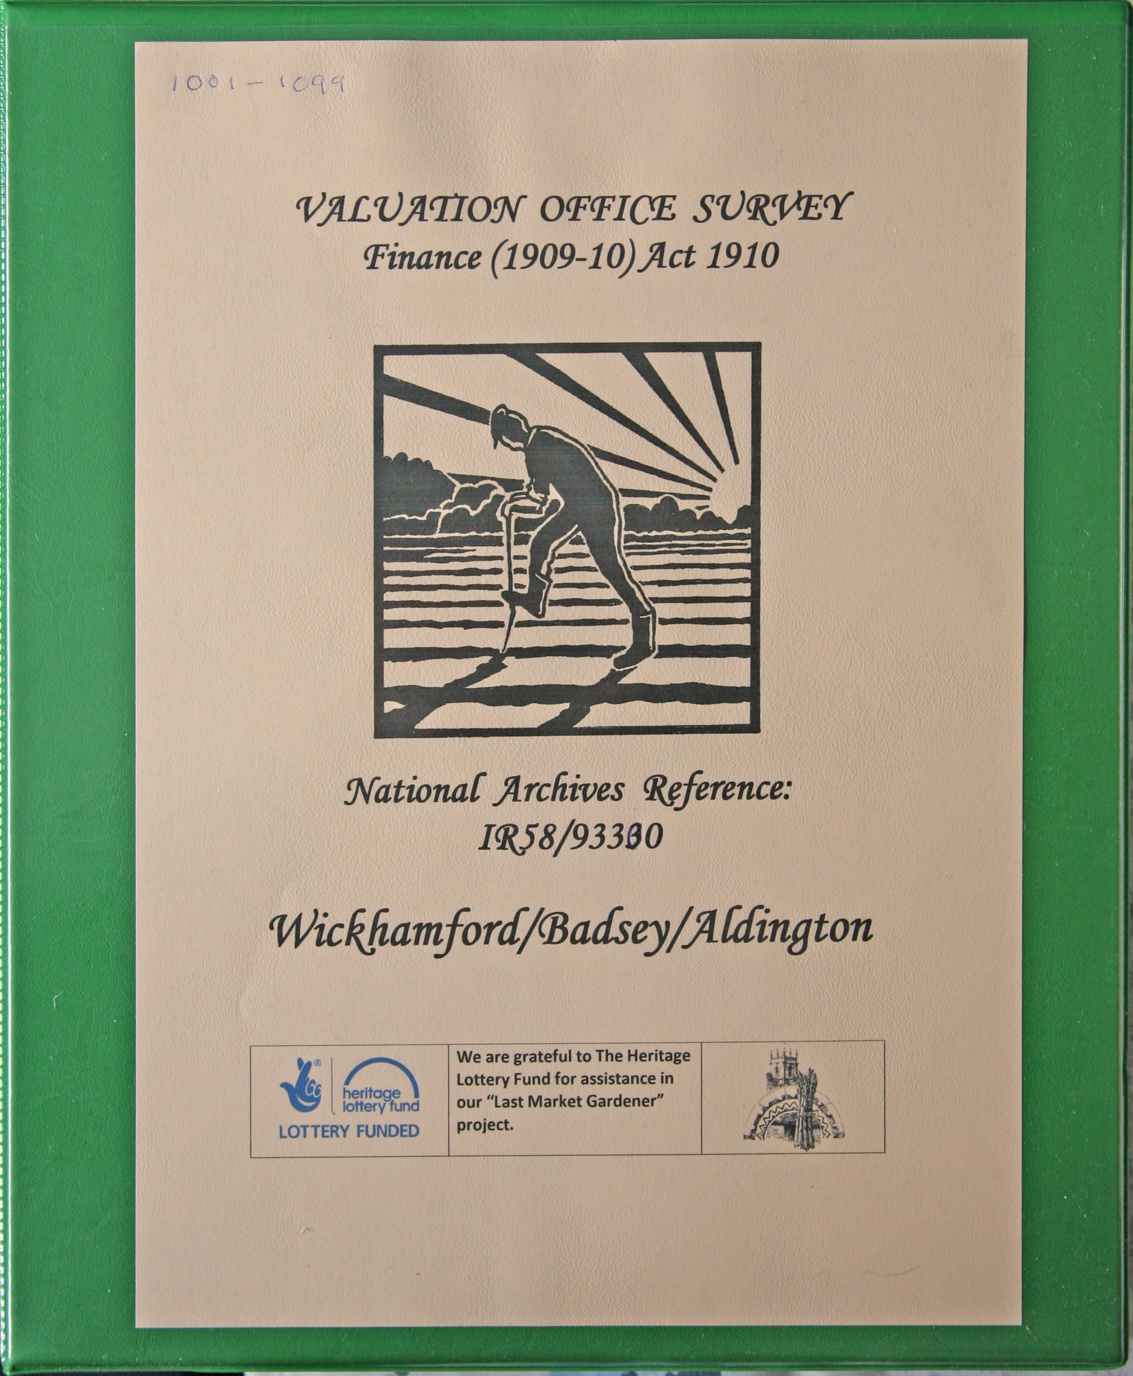 1001 - 1099
VALUATION OFFICE SURVEY
Finance (1909-10) Act 1910
National Archives Reference:
IR58/93330
Wickhamford/Badsey/Aldington
®
heritage
lottery fund
LOTTERY FUNDED
We are grateful to The Heritage
Lottery Fund for assistance in
our “Last Market Gardener”
project.